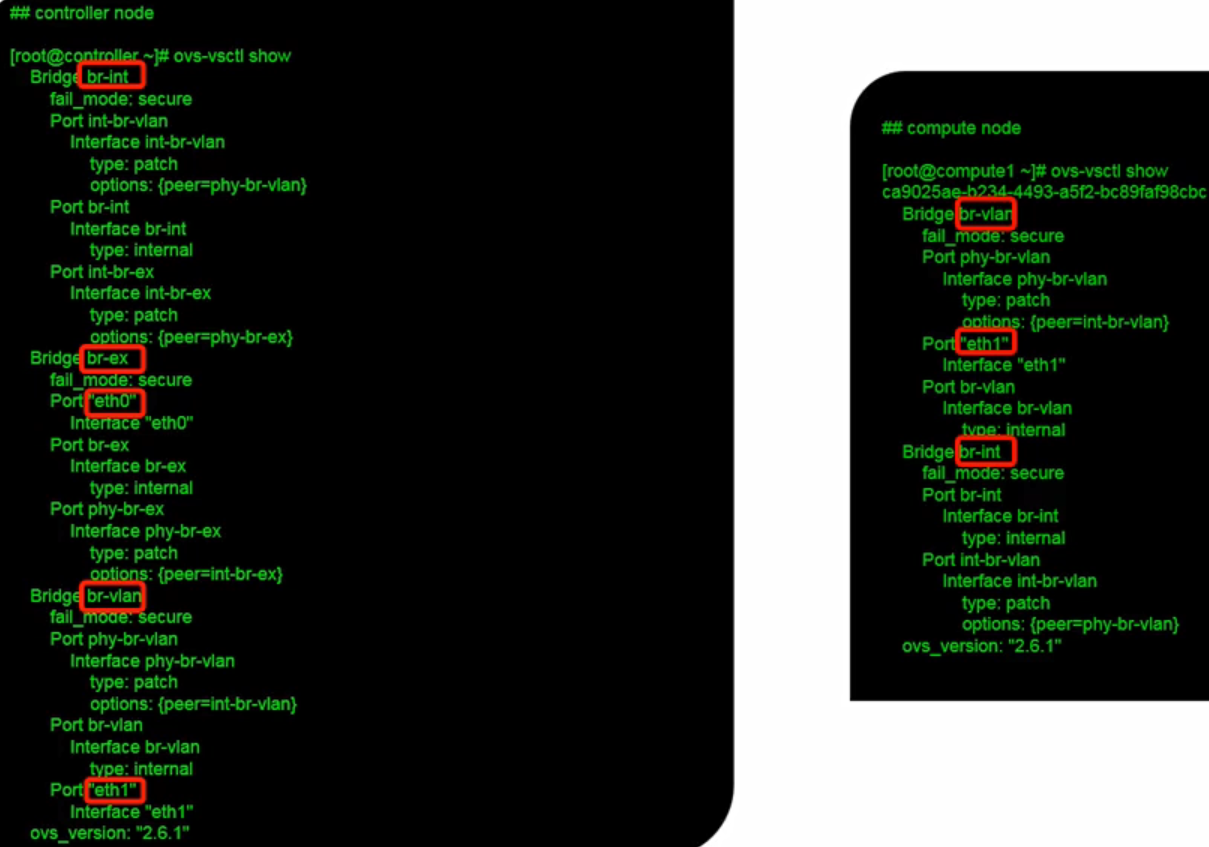 ## controller node
[root@controller ~]# ovs-vsctl show
Bridge br-int
fail_mode: secure
Port int-br-vlan
Interface int-br-vlan
type: patch
options: {peer=phy-br-vlan}
Port br-int
Interface br-int
type: internal
Port int-br-ex
Interface int-br-ex
type: patch
options: {peer=phy-br-ex}
Bridge br-ex
fail_mode: secure
Port "eth0"
Interface "eth0"
Port br-ex
Interface br-ex
type: internal
Port phy-br-ex
Interface phy-br-ex
type: patch
options: {peer=int-br-ex}
Bridge br-vlan
fail_mode: secure
Port phy-br-vlan
Interface phy-br-vlan
type: patch
options: {peer=int-br-vlan}
Port br-vlan
Interface br-vlan
type: internal
Port "eth1"
Interface "eth1"
ovs_version: "2.6.1"
## compute node
[root@compute1 ~]# ovs-vsctl show
ca9025ae-b234-4493-a5f2-bc89faf98cbc
Bridge br-vlan
fail_mode: secure
Port phy-br-vlan
Interface phy-br-vlan
type: patch
options: {peer=int-br-vlan}
Port "eth1"
Interface "eth1"
Port br-vlan
Interface br-vlan
type: internal
Bridge br-int
fail_mode: secure
Port br-int
Interface br-int
type: internal
Port int-br-vlan
Interface int-br-vlan
type: patch
options: {peer=phy-br-vlan}
ovs_version: "2.6.1"